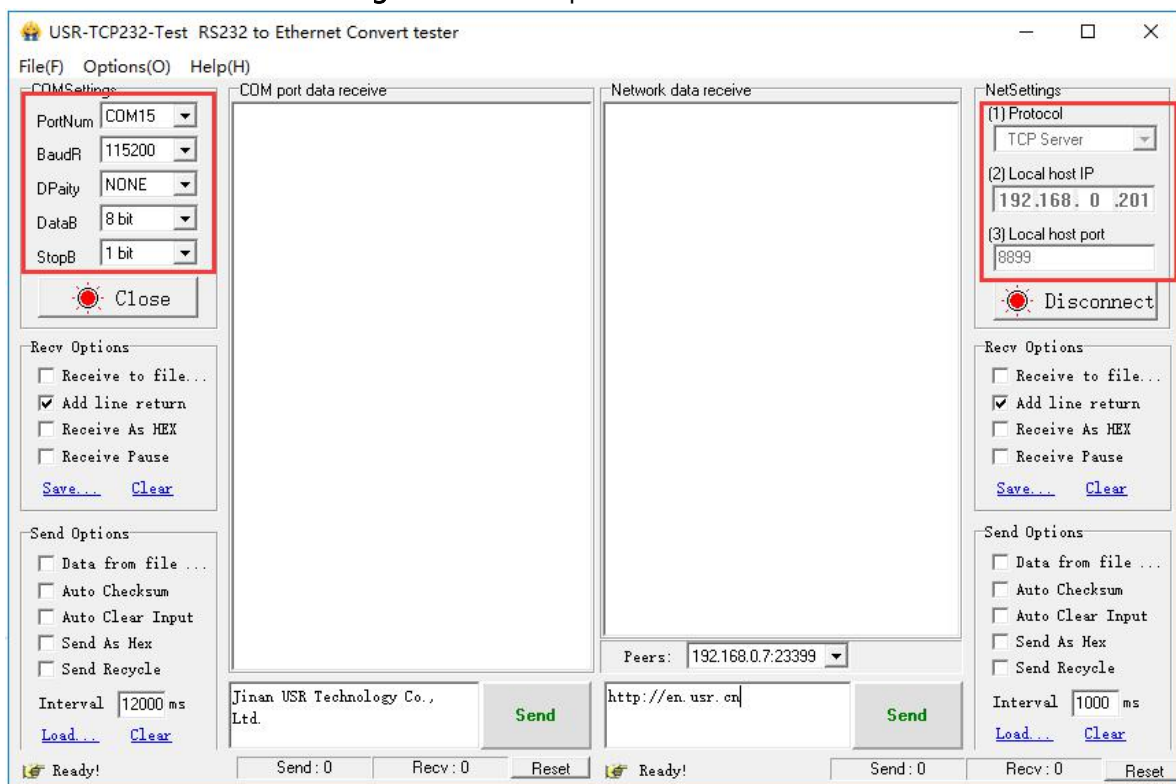 USR-TCP232-Test RS232 to Ethernet Convert tester
File(F) Options(O) Help(H)
COMSettings
PortNum COM15
BaudR 115200
DPaity NONE
DataB 8 bit
StopB 1 bit
Close
Recv Options
Receive to file...
Add line return
Receive As HEX
Receive Pause
Save... Clear
Send Options
Data from file ...
Auto Checksum
Auto Clear Input
Send As Hex
Send Recycle
Interval 12000 ms
Load... Clear
COM port data receive
Jinan USR Technology Co.,
Ltd.
Send
Network data receive
Peers: 192.168.0.7:23399
http://en.usr.cn
Send
NetSettings
(1) Protocol
TCP Server
(2) Local host IP
192.168. 0 .201
(3) Local host port
8899
Disconnect
Recv Options
Receive to file...
Add line return
Receive As HEX
Receive Pause
Save... Clear
Send Options
Data from file ...
Auto Checksum
Auto Clear Input
Send As Hex
Send Recycle
Interval 1000 ms
Load... Clear
Ready! Send : 0 Recv : 0 Reset Ready! Send : 0 Recv : 0 Reset